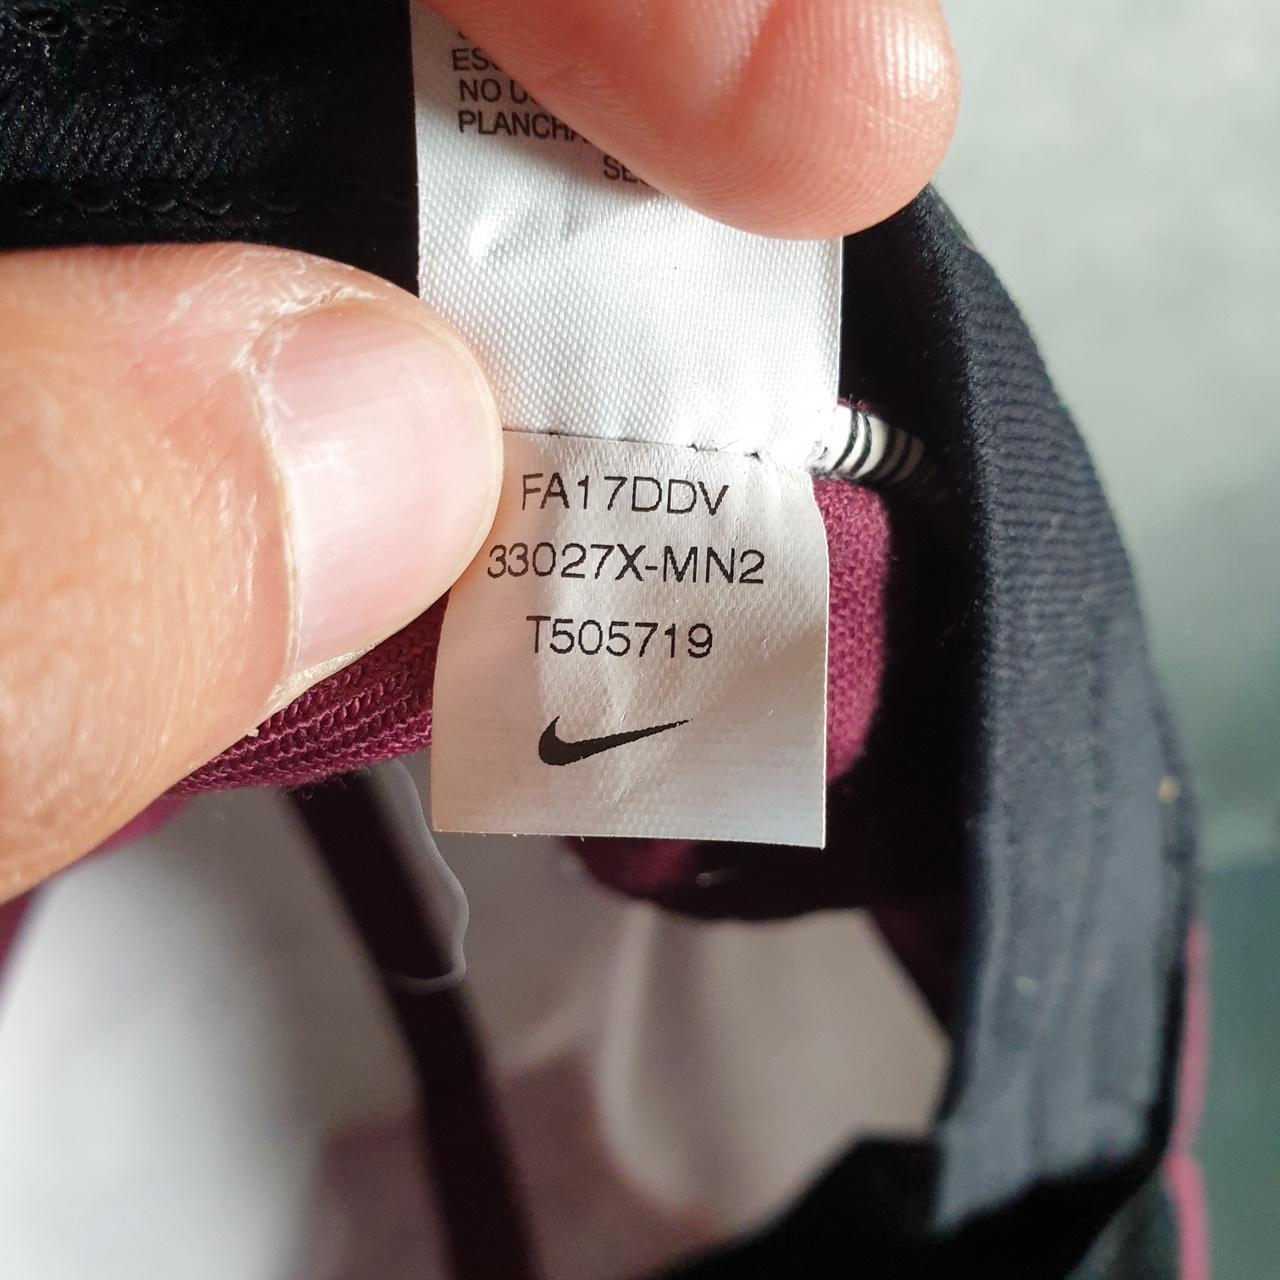 NO
PLANCHA
FA17DDV
33027X-MN2
T505719